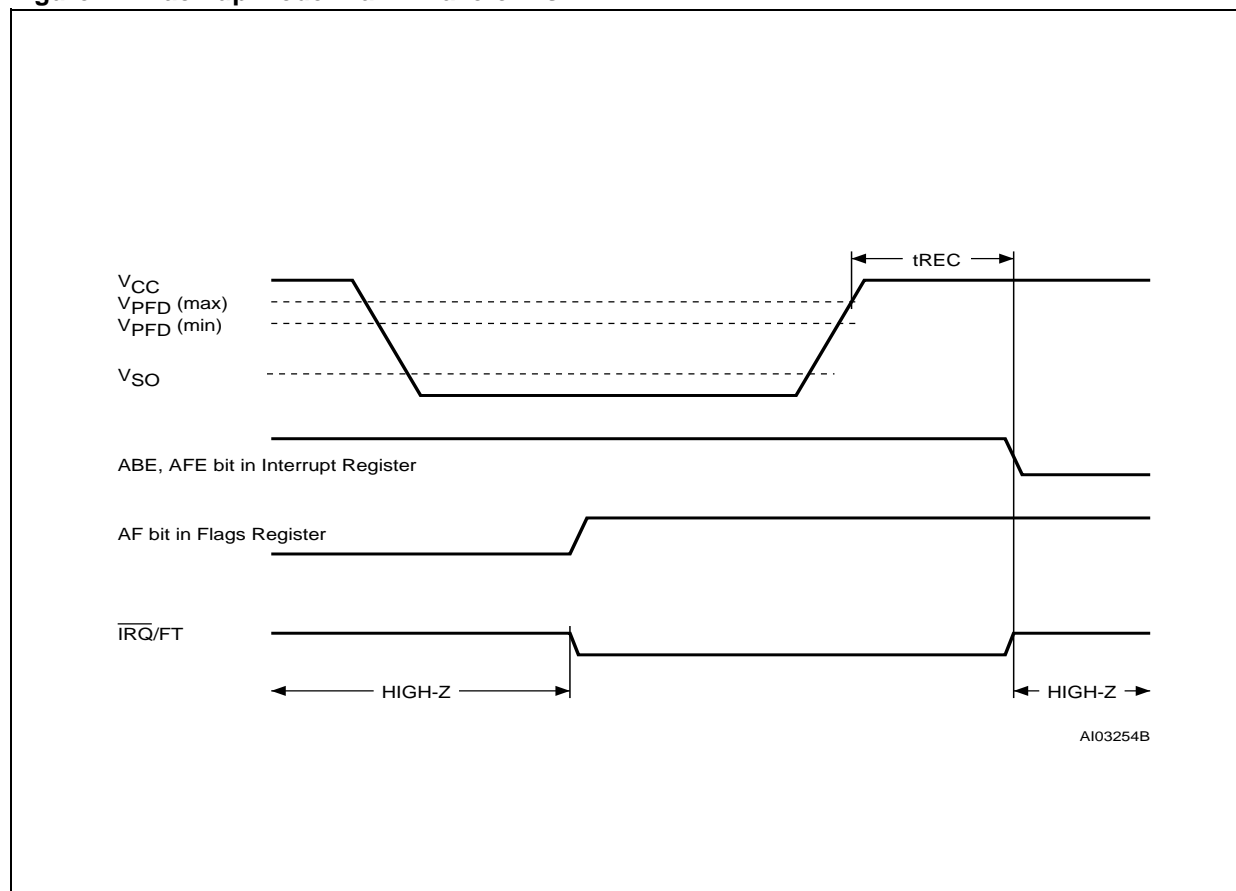 tREC
VCC
VPFD (max)
VPFD (min)
VSO
ABE, AFE bit in Interrupt Register
AF bit in Flags Register
IRQ/FT
HIGH-Z
HIGH-Z
AI03254B